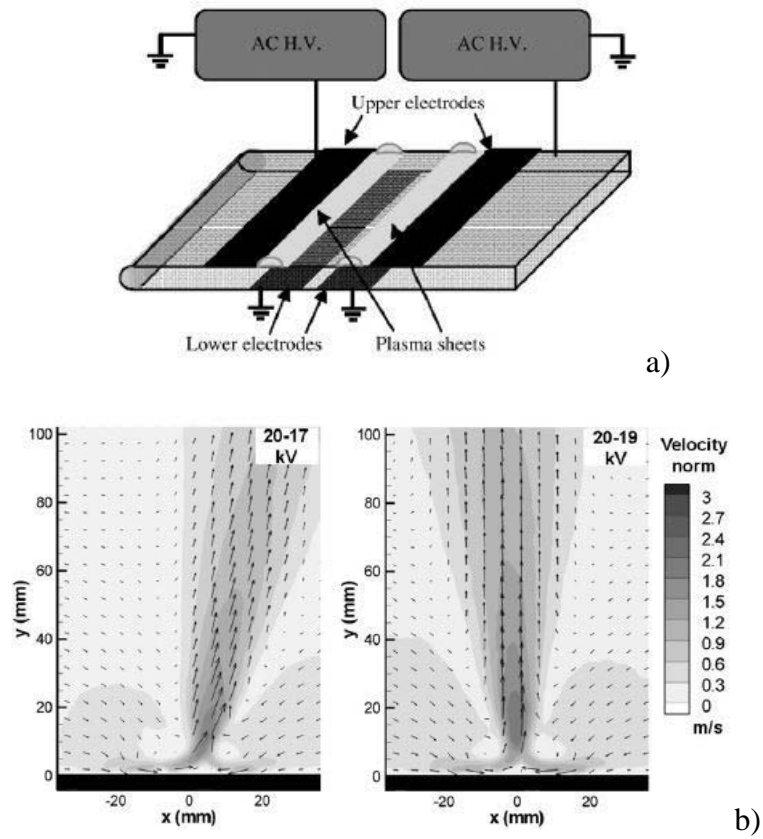 AC H.V.
AC H.V.
Upper electrodes
Lower electrodes
Plasma sheets
a)
20-17
kV
20-19
kV
Velocity
norm
100
80
60
40
20
0
y (mm)
-20
0
20
x (mm)
100
80
60
40
20
0
y (mm)
-20
0
20
x (mm)
3
2.7
2.4
2.1
1.8
1.5
1.2
0.9
0.6
0.3
0
m/s
b)